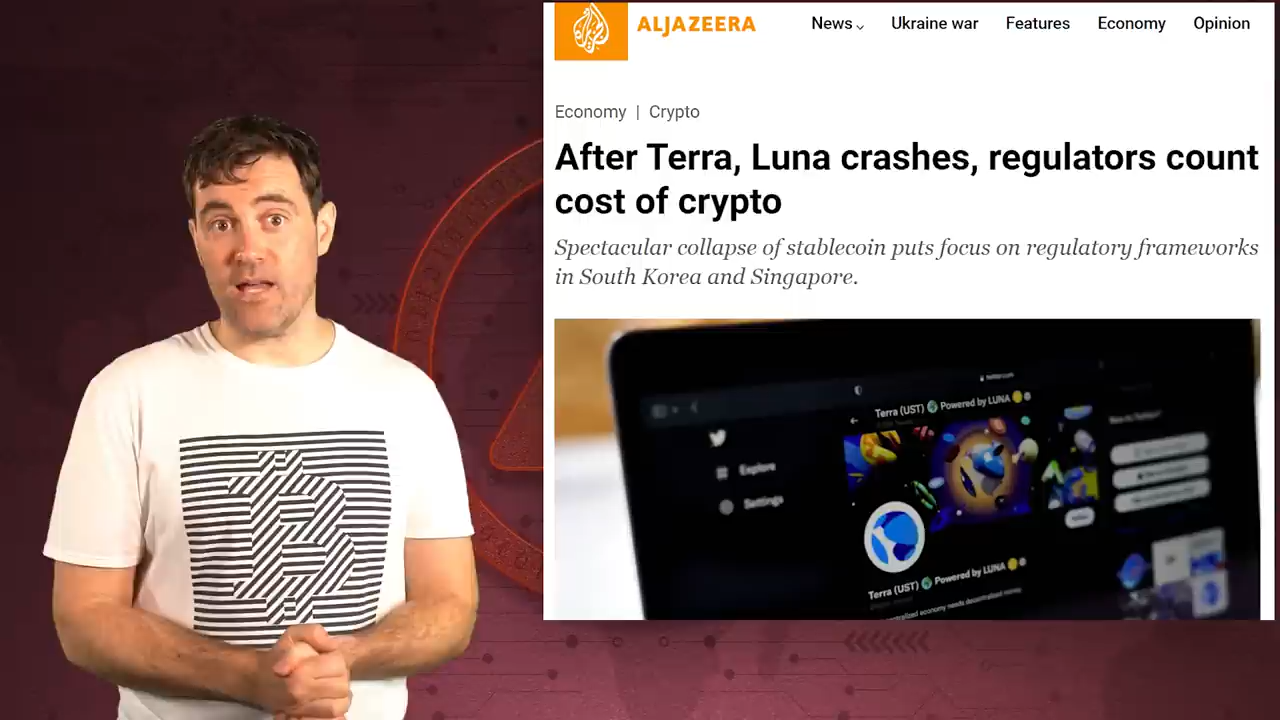 ALJAZEERA
News Ukraine war Features Economy Opinion
Economy | Crypto
After Terra, Luna crashes, regulators count
cost of crypto
Spectacular collapse of stablecoin puts focus on regulatory frameworks
in South Korea and Singapore.
Terra (UST) Powered by LUNA
Explore
Settings
Terra (UST) Powered by LUNA